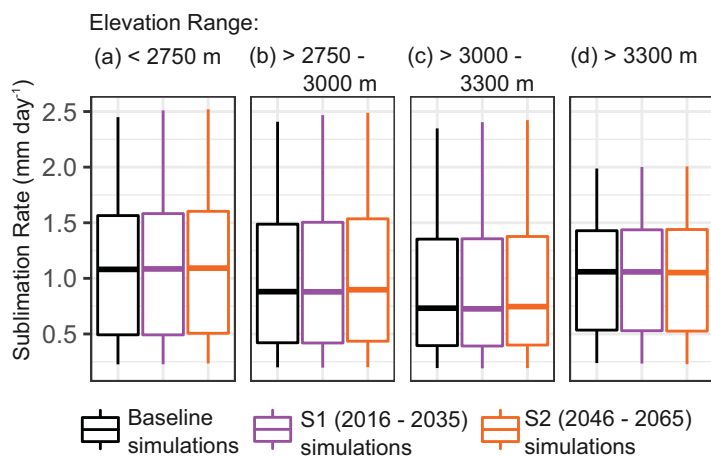 Elevation Range:
(a) < 2750 m
(b) > 2750 -
3000 m
(c) > 3000 -
3300 m
(d) > 3300 m
Sublimation Rate (mm day⁻¹)
2.5
2.0
1.5
1.0
0.5
Baseline
simulations
S1 (2016 - 2035)
simulations
S2 (2046 - 2065)
simulations